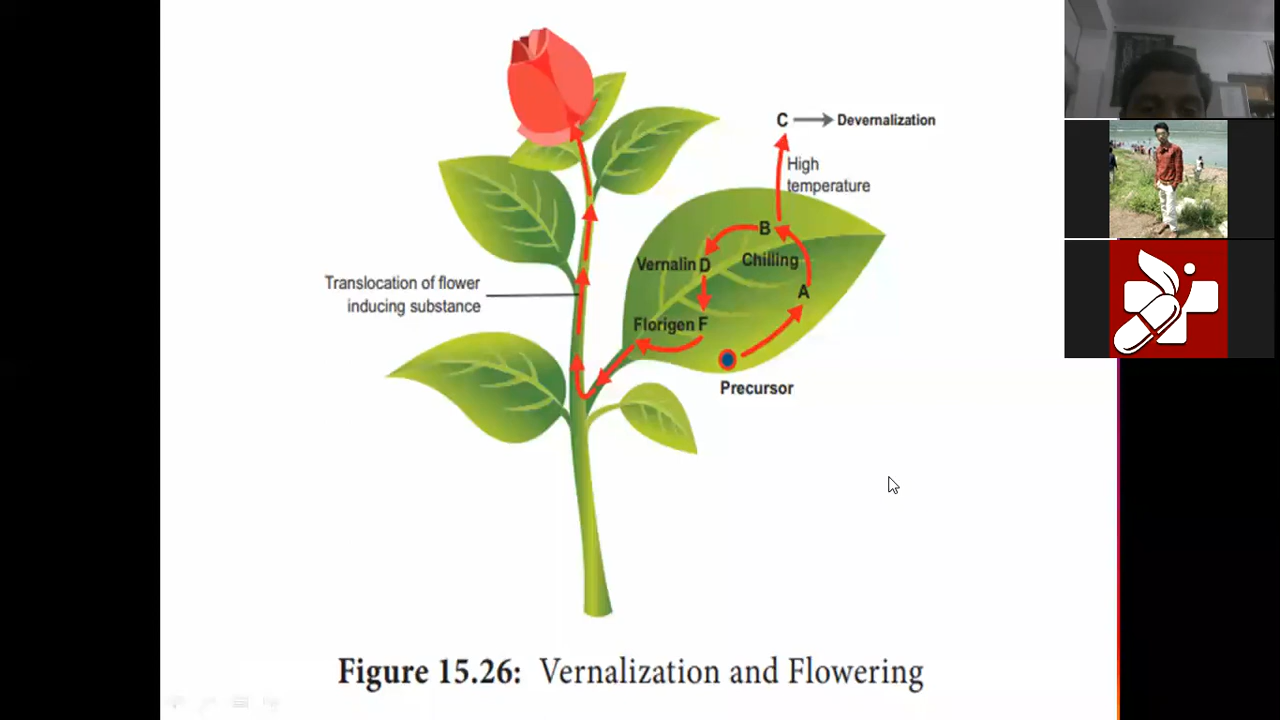 C
Devernalization
High
temperature
B
Vernalin D
Chilling
A
Translocation of flower
inducing substance
Florigen F
Precursor
Figure 15.26: Vernalization and Flowering